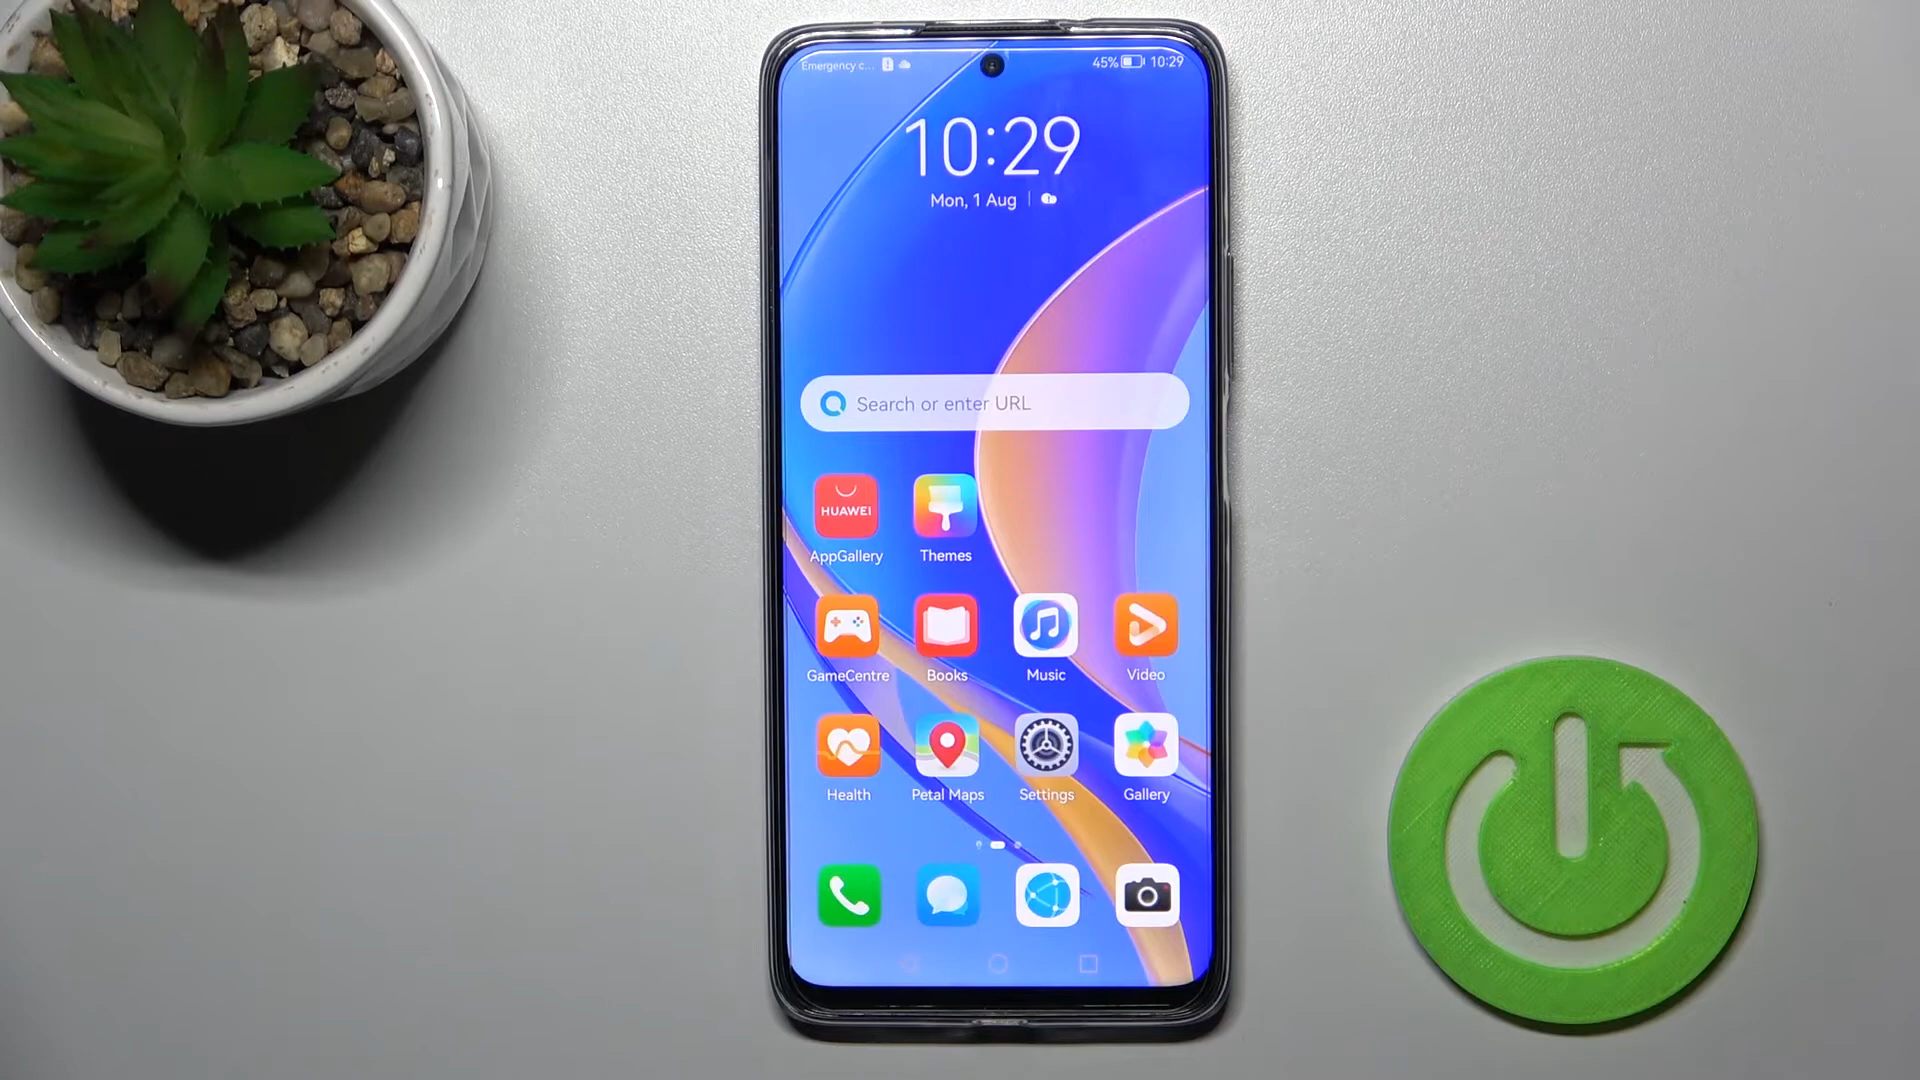 Emergency c...
45% 10:29
10:29
Mon, 1 Aug
Search or enter URL
HUAWEI
AppGallery Themes
GameCentre Books Music Video
Health Petal Maps Settings Gallery